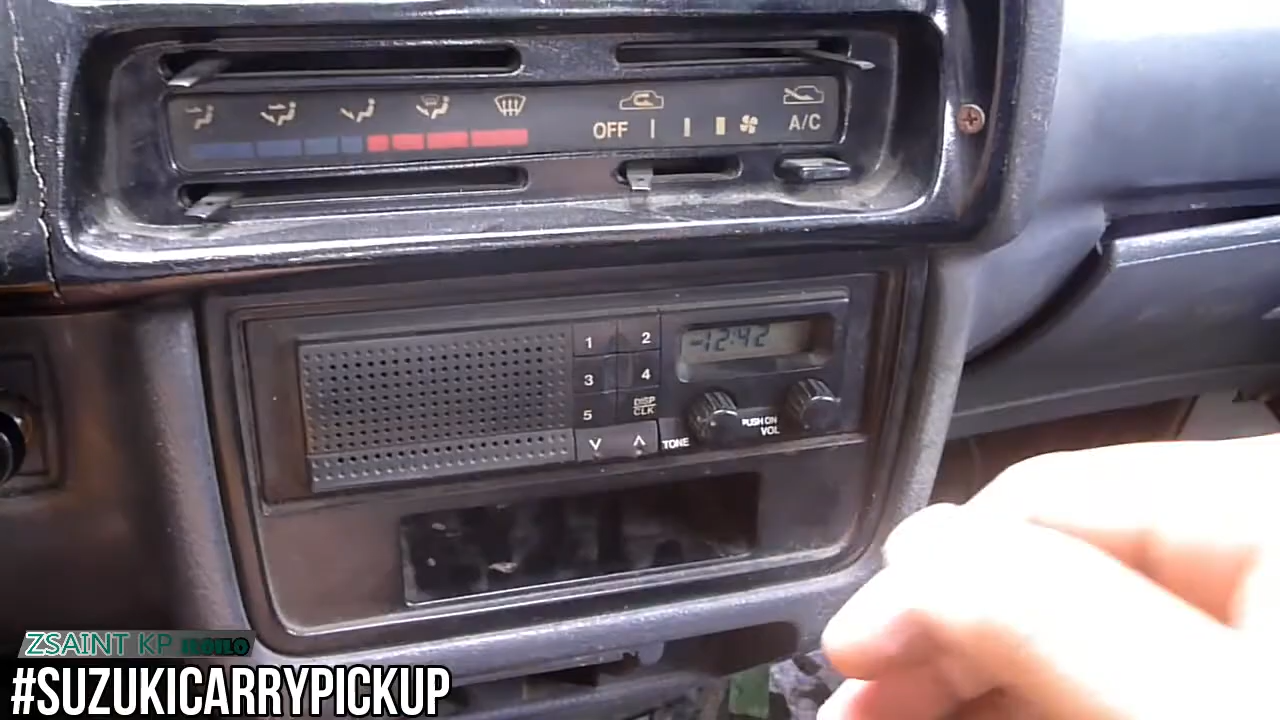 OFF
A/C
-12:42
1 2
3 4
5 DISP
CLK
PUSH ON
VOL
TONE
ZSAINT KP
#SUZUKICARRYPICKUP